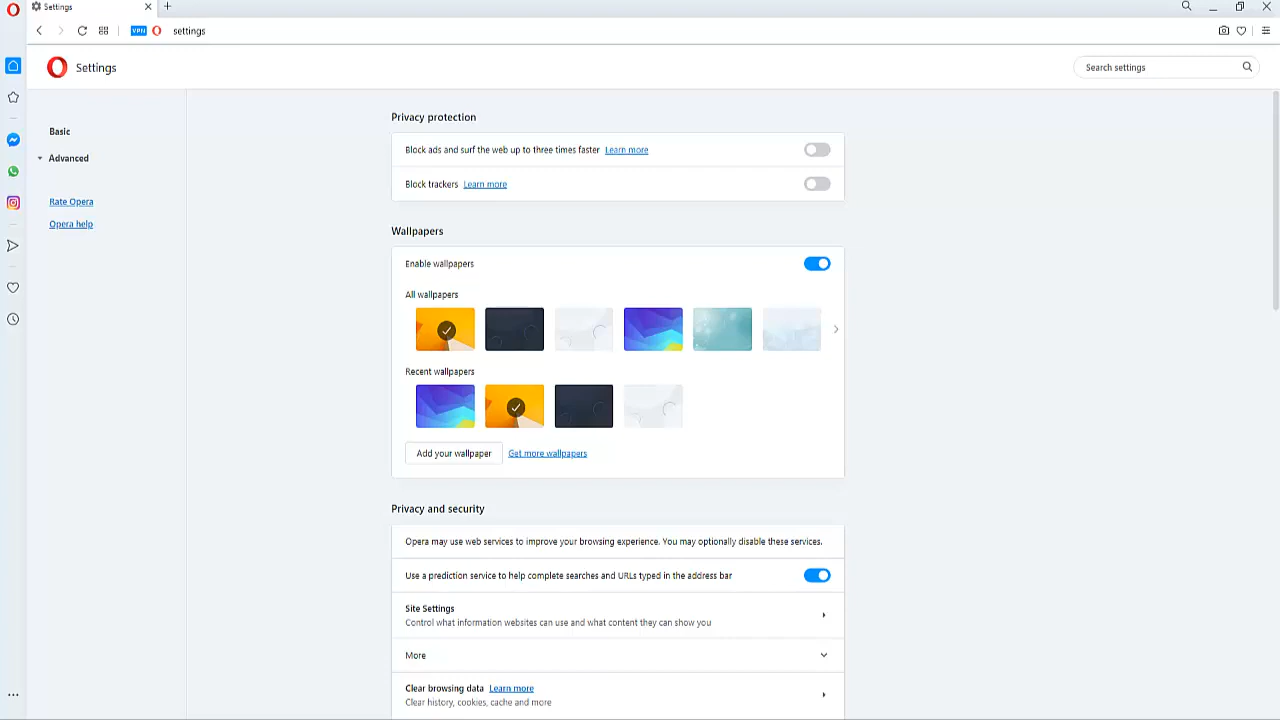 Settings
VPN
settings
Settings
Search settings
Basic
Advanced
Rate Opera
Opera help
Privacy protection
Block ads and surf the web up to three times faster Learn more
Block trackers Learn more
Wallpapers
Enable wallpapers
All wallpapers
Recent wallpapers
Add your wallpaper Get more wallpapers
Privacy and security
Opera may use web services to improve your browsing experience. You may optionally disable these services.
Use a prediction service to help complete searches and URLs typed in the address bar
Site Settings
Control what information websites can use and what content they can show you
More
Clear browsing data Learn more
Clear history, cookies, cache and more